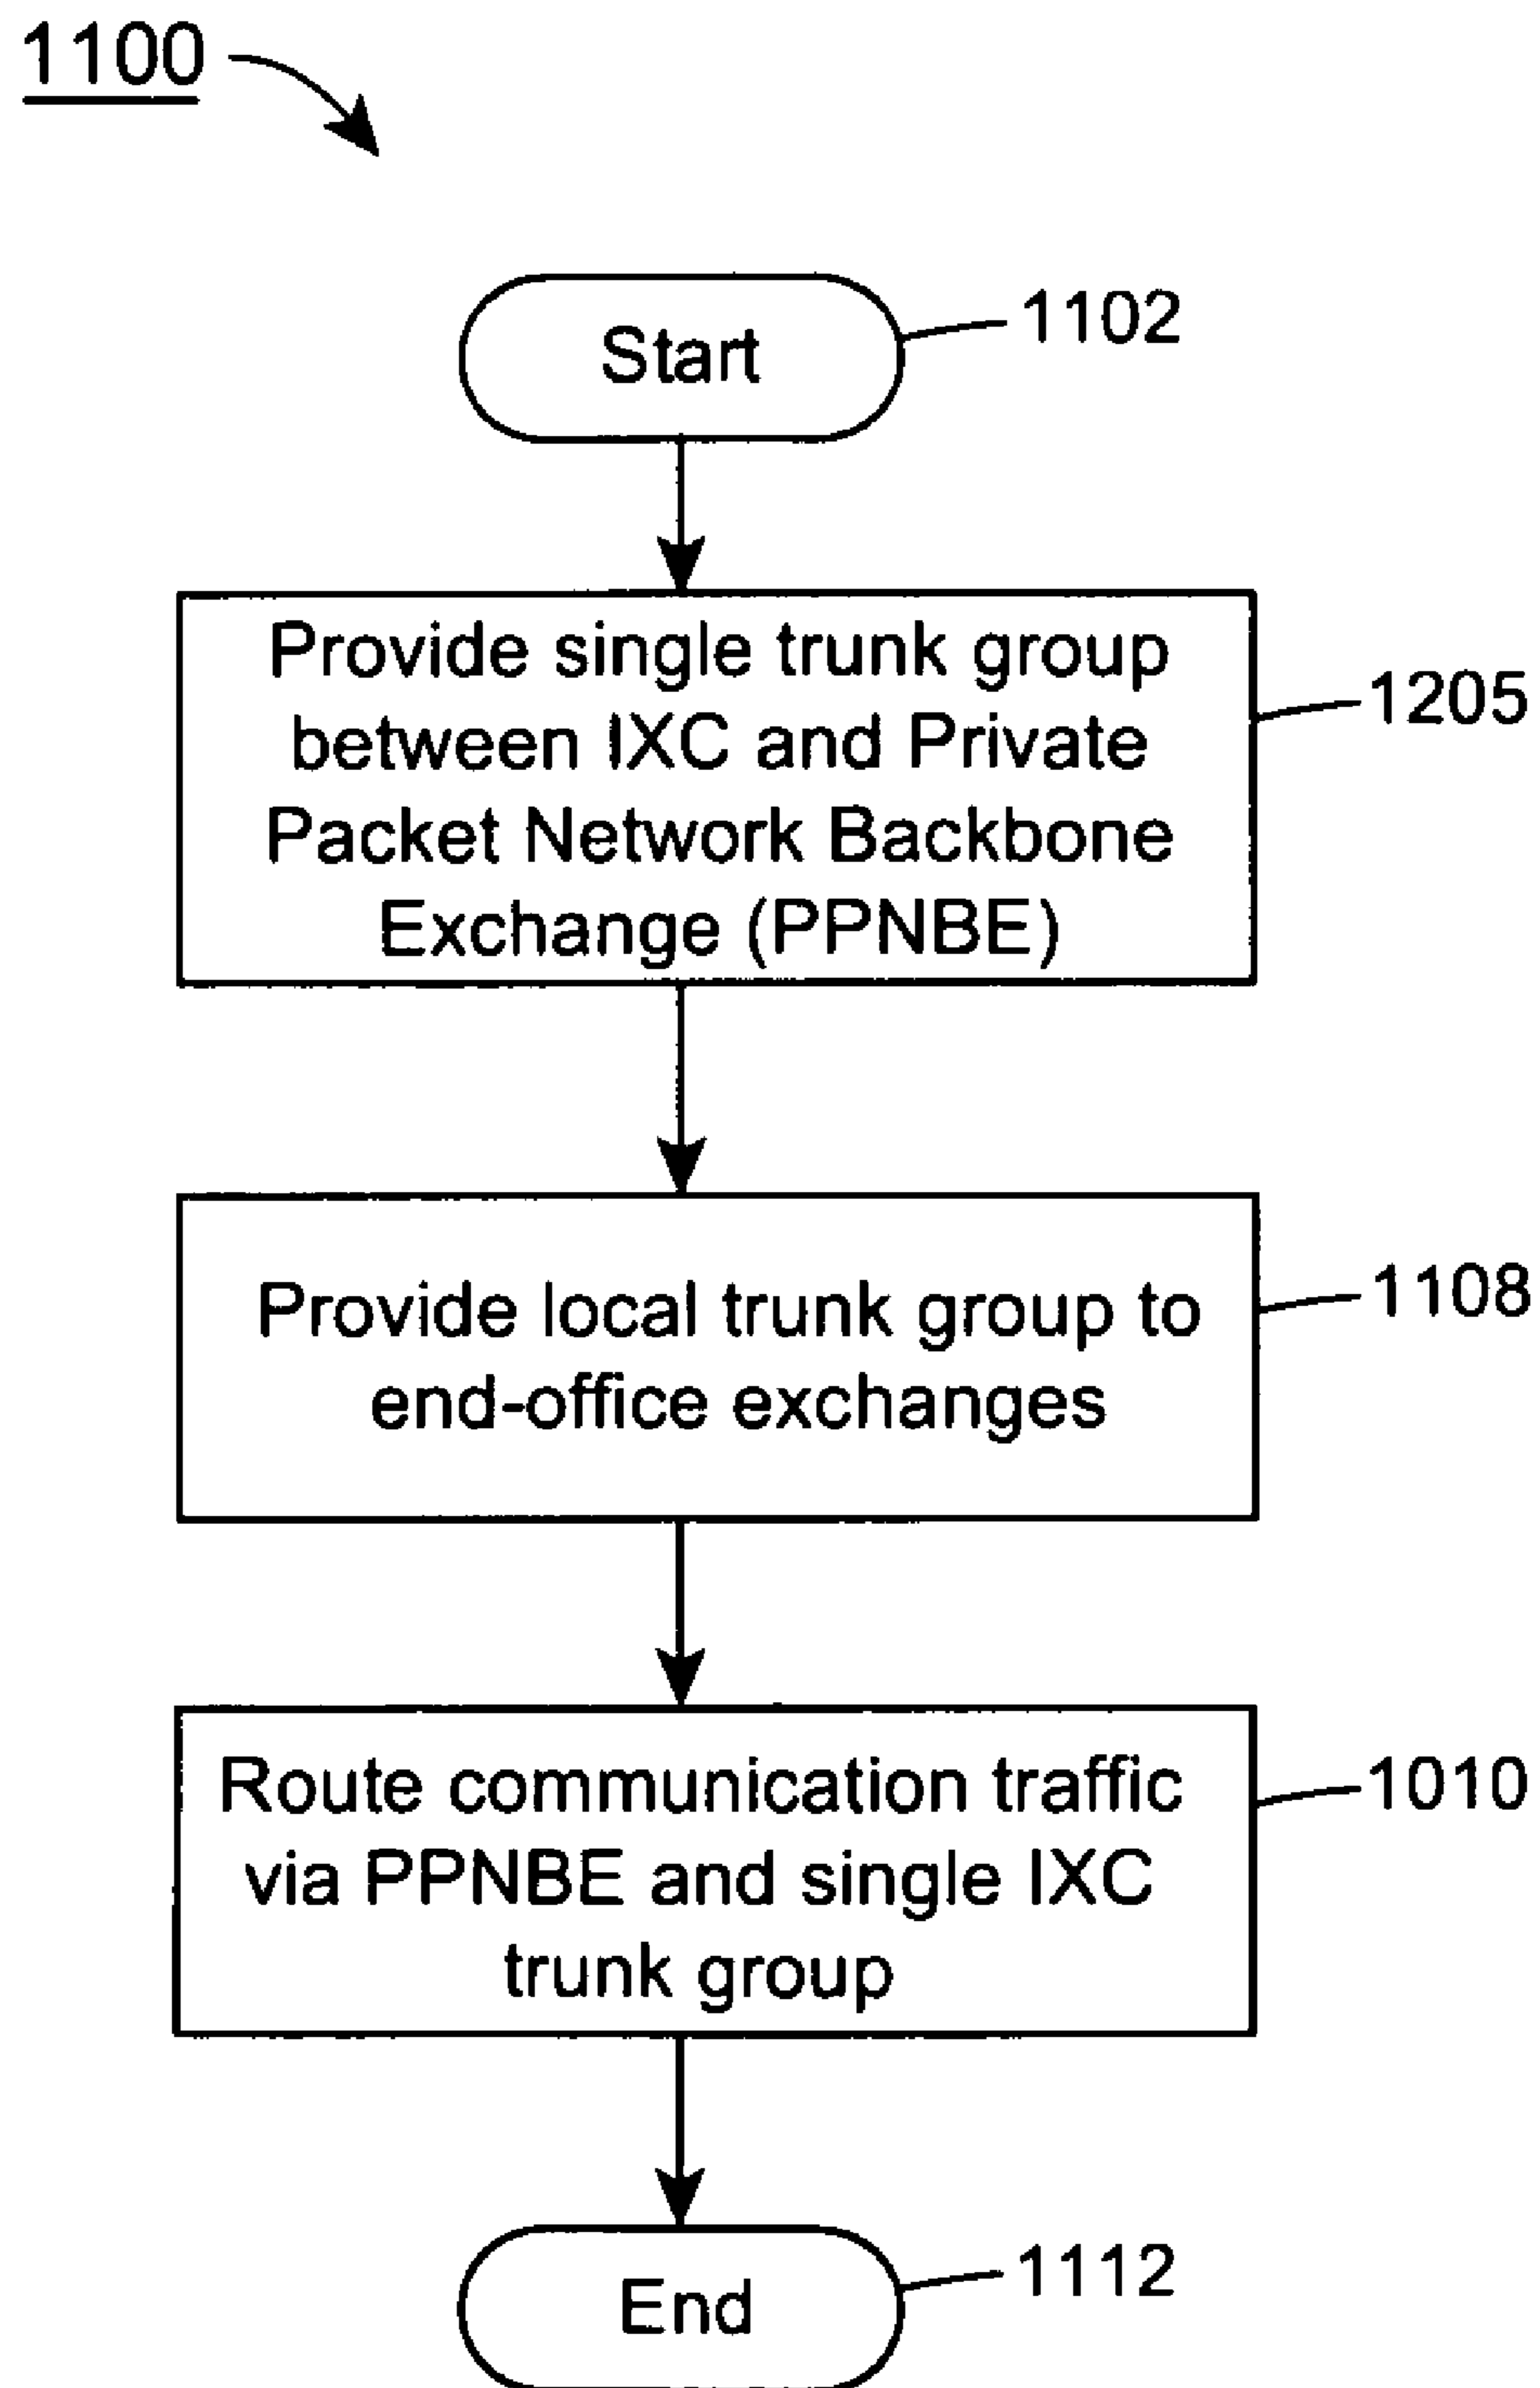 1100
Start
1102
Provide single trunk group
between IXC and Private
Packet Network Backbone
Exchange (PPNBE)
1205
Provide local trunk group to
end-office exchanges
1108
Route communication traffic
via PPNBE and single IXC
trunk group
1010
End
1112